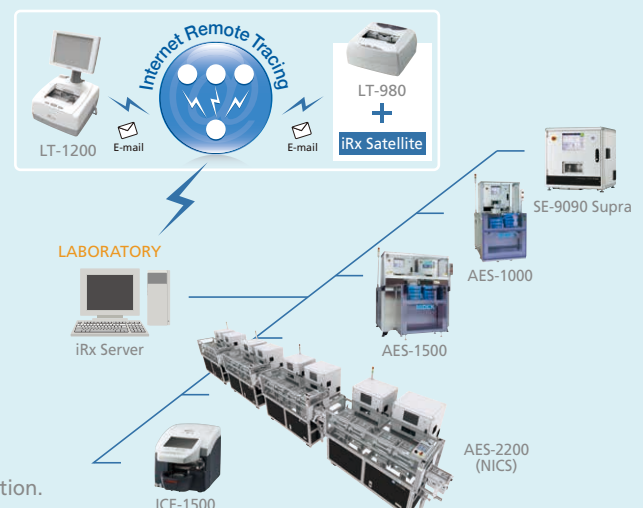 Internet Remote Tracing
LT-1200
E-mail
E-mail
LT-980
+
iRx Satellite
SE-9090 Supra
AES-1000
LABORATORY
iRx Server
AES-1500
AES-2200
(NICS)
ICE-1500
tion.